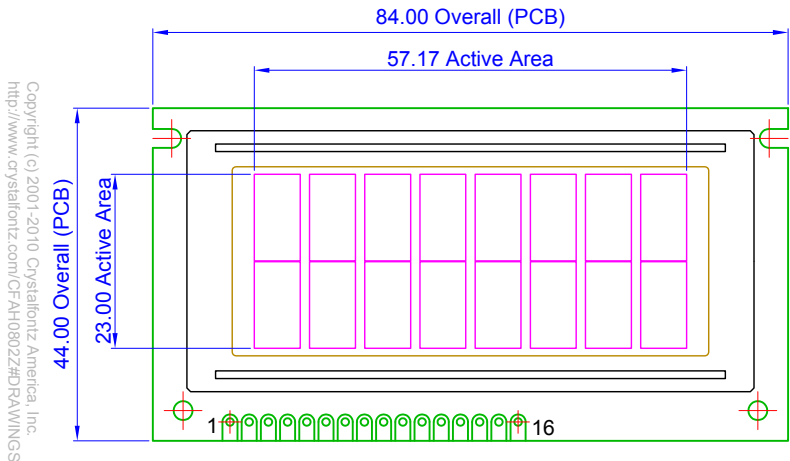 84.00 Overall (PCB)
57.17 Active Area
44.00 Overall (PCB)
23.00 Active Area
1
16
Copyright (c) 2001-2010 Crystalfontz America, Inc.
http://www.crystalfontz.com/CFAH0802Z#DRAWINGS